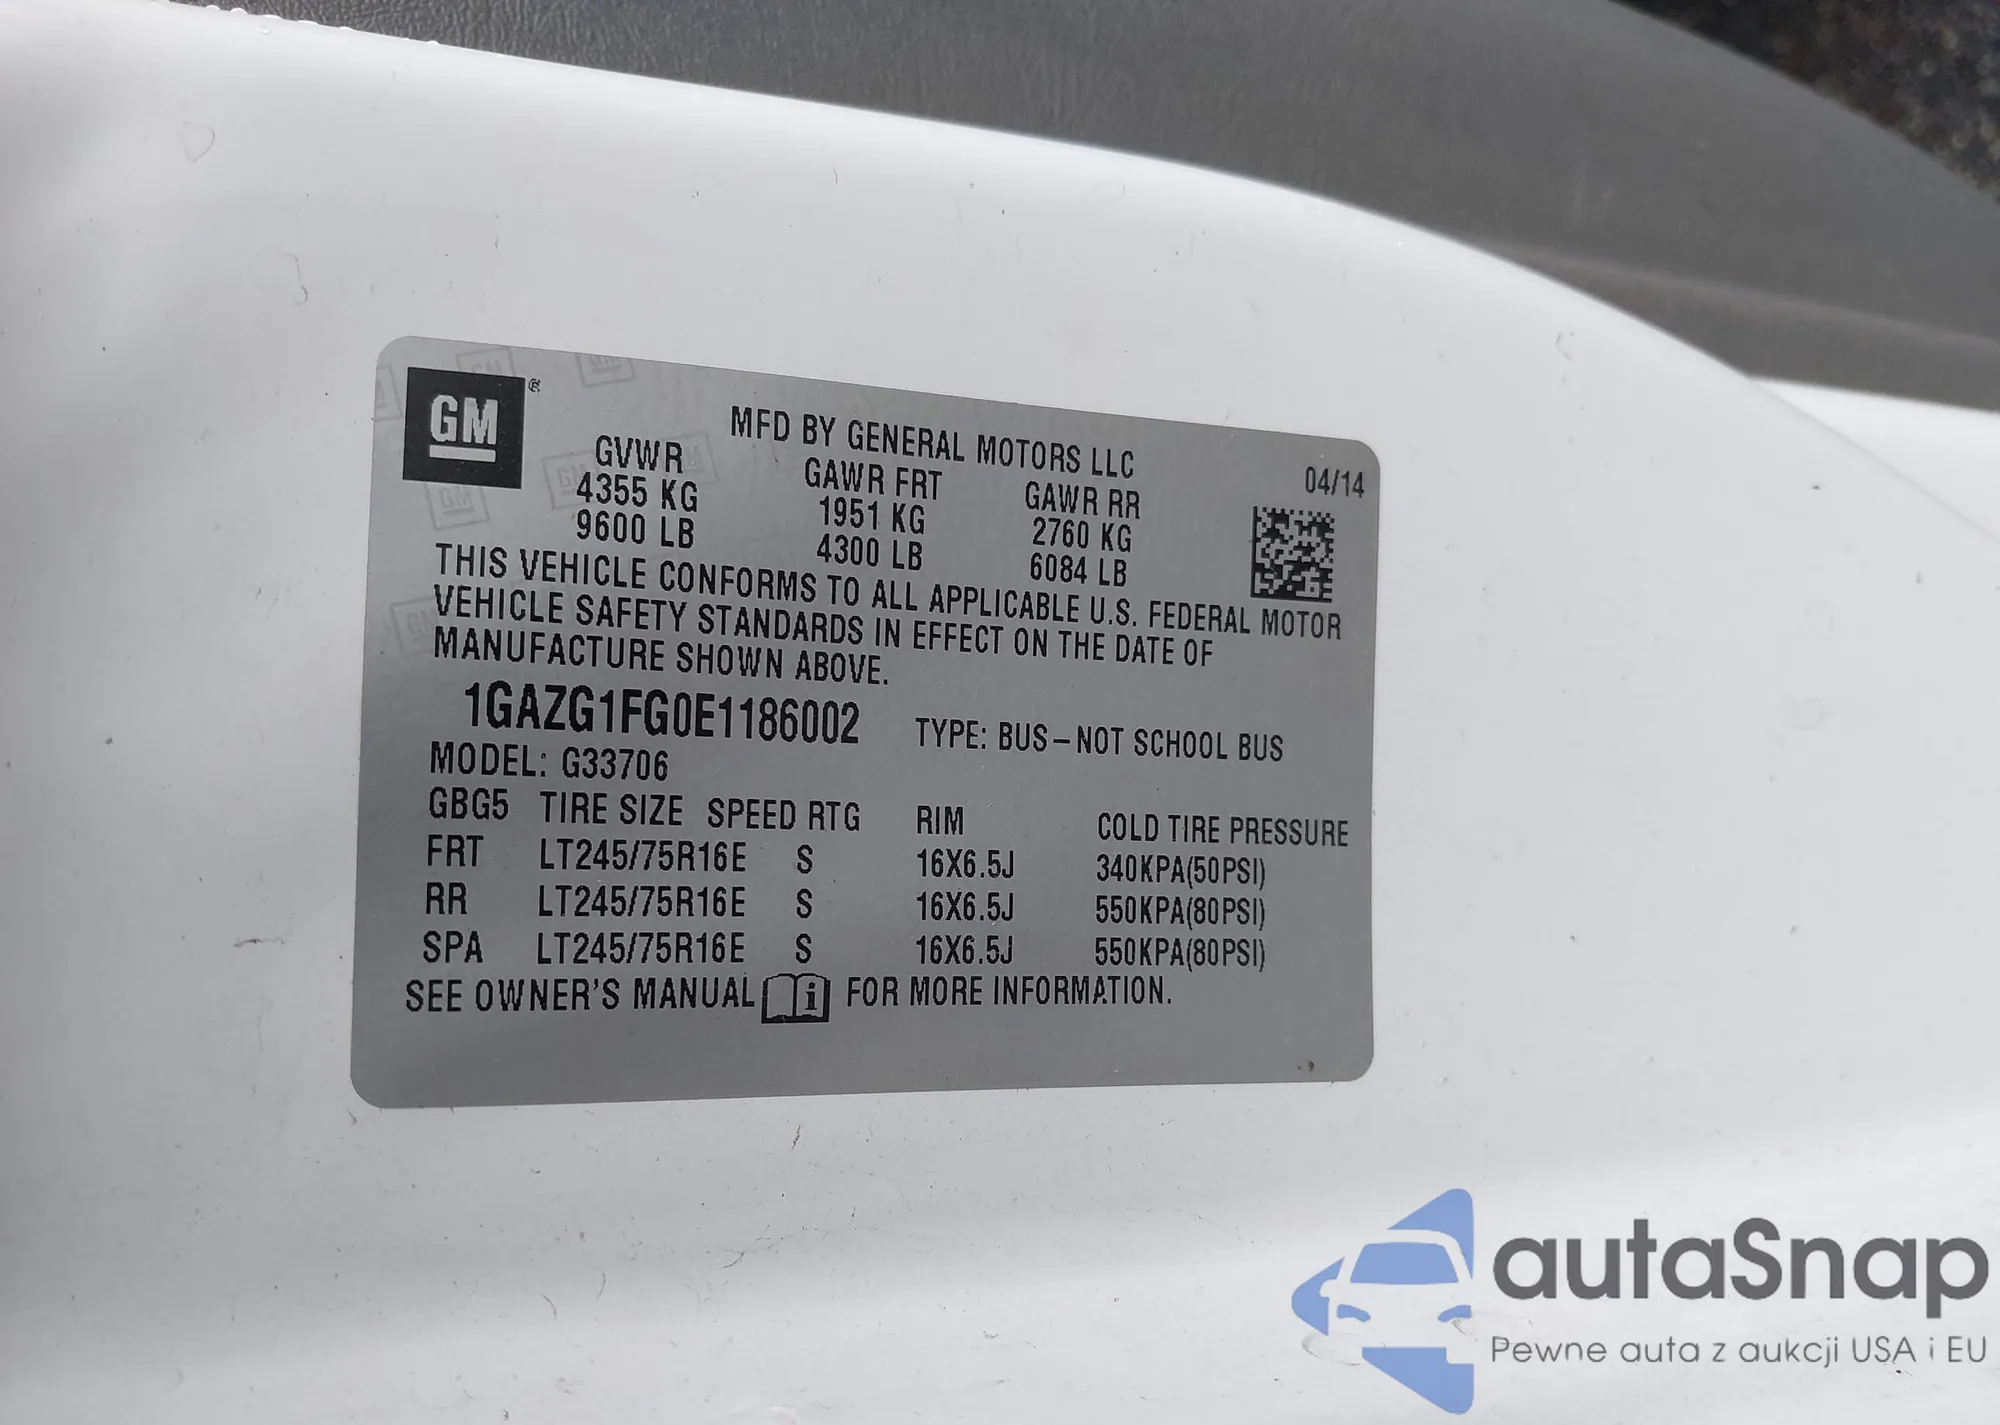 GM®
MFD BY GENERAL MOTORS LLC
04/14
GVWR GAWR FRT GAWR RR
4355 KG 1951 KG 2760 KG
9600 LB 4300 LB 6084 LB
THIS VEHICLE CONFORMS TO ALL APPLICABLE U.S. FEDERAL MOTOR
VEHICLE SAFETY STANDARDS IN EFFECT ON THE DATE OF
MANUFACTURE SHOWN ABOVE.
1GAZG1FG0E1186002 TYPE: BUS-NOT SCHOOL BUS
MODEL: G33706
GBG5 TIRE SIZE SPEED RTG RIM COLD TIRE PRESSURE
FRT LT245/75R16E S 16X6.5J 340KPA(50PSI)
RR LT245/75R16E S 16X6.5J 550KPA(80PSI)
SPA LT245/75R16E S 16X6.5J 550KPA(80PSI)
SEE OWNER'S MANUAL i FOR MORE INFORMATION.
autaSnap
Pewne auta z aukcji USA i EU